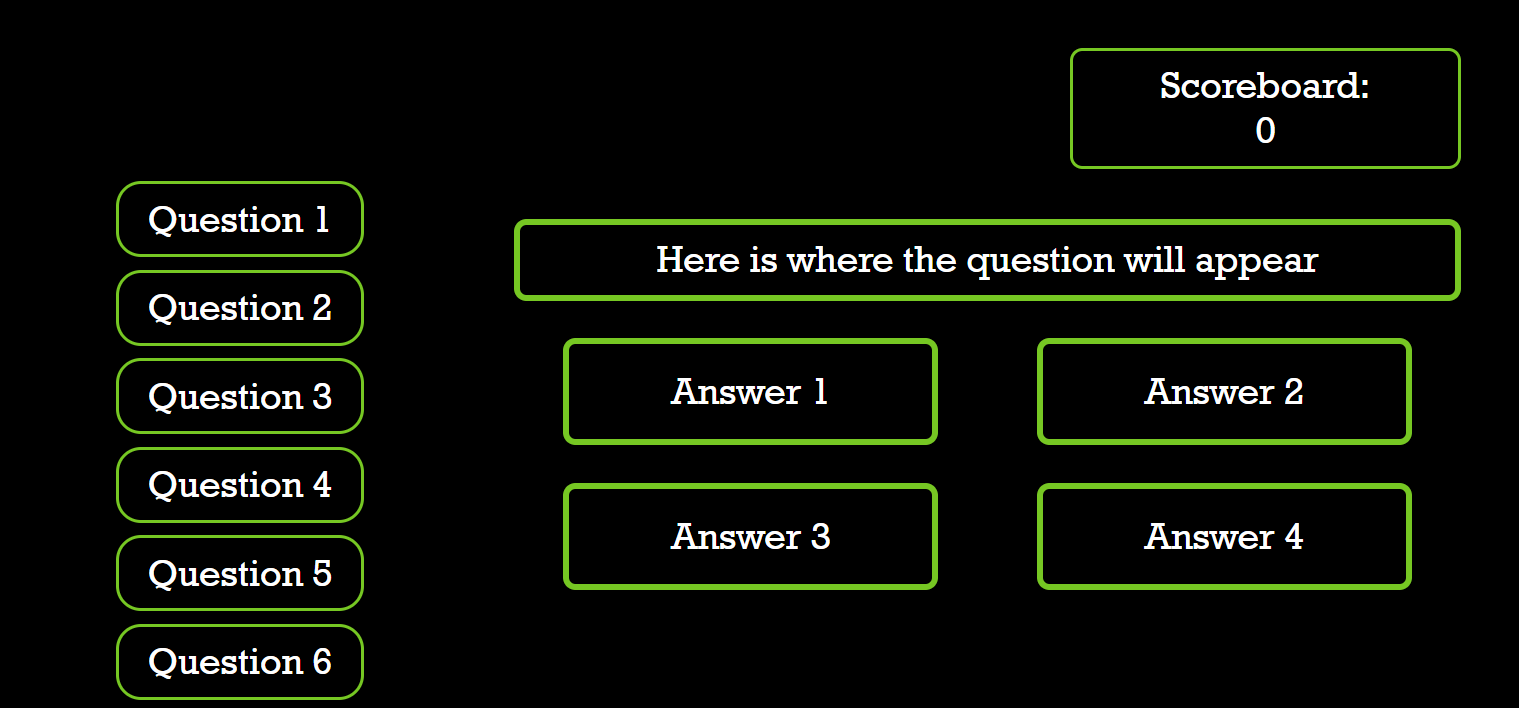 Scoreboard:
0
Question 1
Question 2
Question 3
Question 4
Question 5
Question 6
Here is where the question will appear
Answer 1
Answer 2
Answer 3
Answer 4